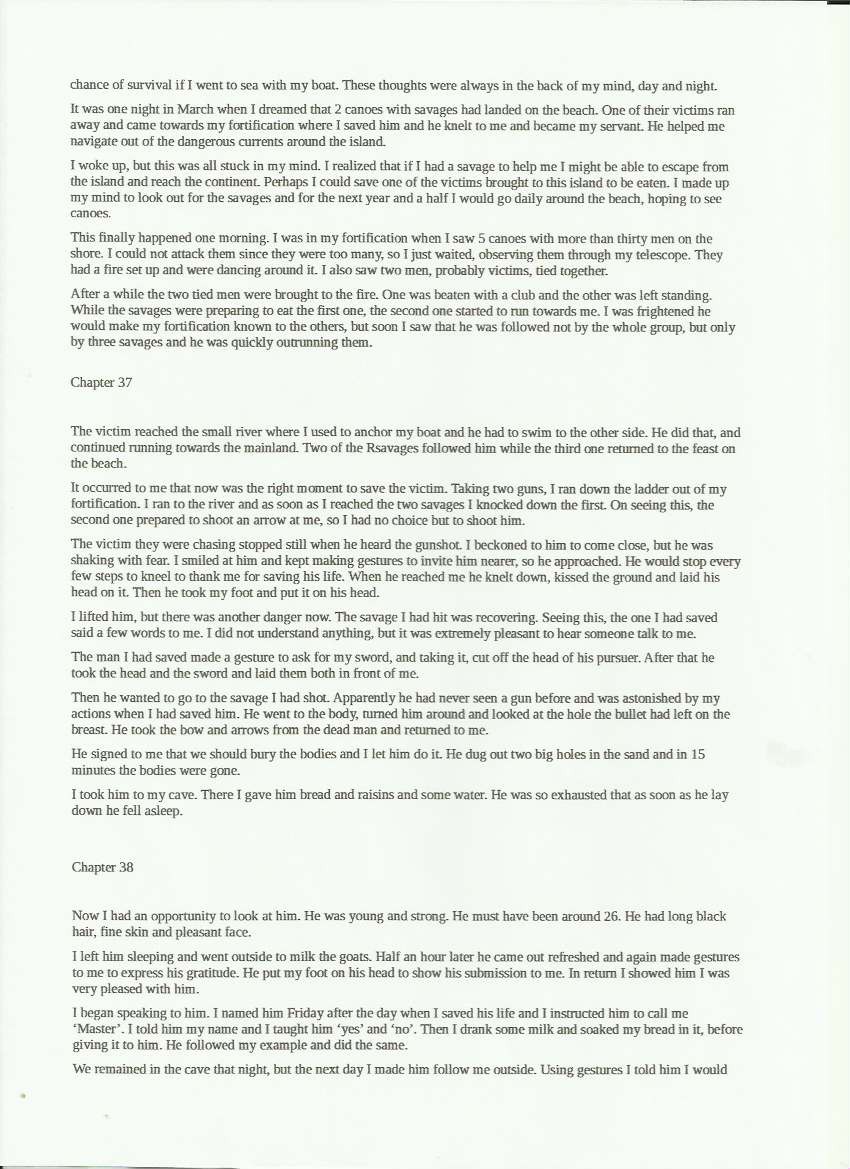 chance of survival if I went to sea with my boat. These thoughts were always in the back of my mind, day and night.
It was one night in March when I dreamed that 2 canoes with savages had landed on the beach. One of their victims ran
away and came towards my fortification where I saved him and he knelt to me and became my servant. He helped me
navigate out of the dangerous currents around the island.
I woke up, but this was all stuck in my mind. I realized that if I had a savage to help me I might be able to escape from
the island and reach the continent. Perhaps I could save one of the victims brought to this island to be eaten. I made up
my mind to look out for the savages and for the next year and a half I would go daily around the beach, hoping to see
canoes.
This finally happened one morning. I was in my fortification when I saw 5 canoes with more than thirty men on the
shore. I could not attack them since they were too many, so I just waited, observing them through my telescope. They
had a fire set up and were dancing around it. I also saw two men, probably victims, tied together.
After a while the two tied men were brought to the fire. One was beaten with a club and the other was left standing.
While the savages were preparing to eat the first one, the second one started to run towards me. I was frightened he
would make my fortification known to the others, but soon I saw that he was followed not by the whole group, but only
by three savages and he was quickly outrunning them.
Chapter 37
The victim reached the small river where I used to anchor my boat and he had to swim to the other side. He did that, and
continued running towards the mainland. Two of the Rsavages followed him while the third one returned to the feast on
the beach.
It occurred to me that now was the right moment to save the victim. Taking two guns, I ran down the ladder out of my
fortification. I ran to the river and as soon as I reached the two savages I knocked down the first. On seeing this, the
second one prepared to shoot an arrow at me, so I had no choice but to shoot him.
The victim they were chasing stopped still when he heard the gunshot. I beckoned to him to come close, but he was
shaking with fear. I smiled at him and kept making gestures to invite him nearer, so he approached. He would stop every
few steps to kneel to thank me for saving his life. When he reached me he knelt down, kissed the ground and laid his
head on it. Then he took my foot and put it on his head.
I lifted him, but there was another danger now. The savage I had hit was recovering. Seeing this, the one I had saved
said a few words to me. I did not understand anything, but it was extremely pleasant to hear someone talk to me.
The man I had saved made a gesture to ask for my sword, and taking it, cut off the head of his pursuer. After that he
took the head and the sword and laid them both in front of me.
Then he wanted to go to the savage I had shot. Apparently he had never seen a gun before and was astonished by my
actions when I had saved him. He went to the body, turned him around and looked at the hole the bullet had left on the
breast. He took the bow and arrows from the dead man and returned to me.
He signed to me that we should bury the bodies and I let him do it. He dug out two big holes in the sand and in 15
minutes the bodies were gone.
I took him to my cave. There I gave him bread and raisins and some water. He was so exhausted that as soon as he lay
down he fell asleep.
Chapter 38
Now I had an opportunity to look at him. He was young and strong. He must have been around 26. He had long black
hair, fine skin and pleasant face.
I left him sleeping and went outside to milk the goats. Half an hour later he came out refreshed and again made gestures
to me to express his gratitude. He put my foot on his head to show his submission to me. In return I showed him I was
very pleased with him.
I began speaking to him. I named him Friday after the day when I saved his life and I instructed him to call me
‘Master’. I told him my name and I taught him ‘yes’ and ‘no’. Then I drank some milk and soaked my bread in it, before
giving it to him. He followed my example and did the same.
We remained in the cave that night, but the next day I made him follow me outside. Using gestures I told him I would